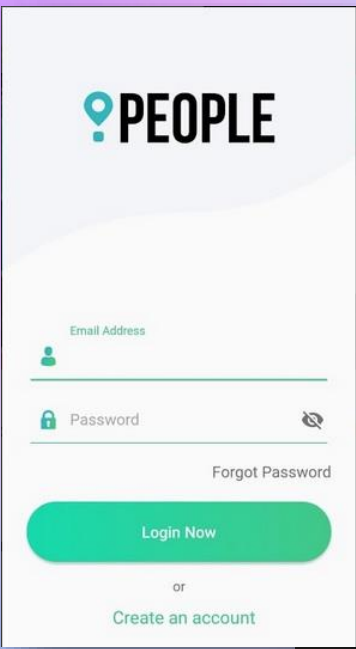 PEOPLE
Email Address
Password
Forgot Password
Login Now
or
Create an account